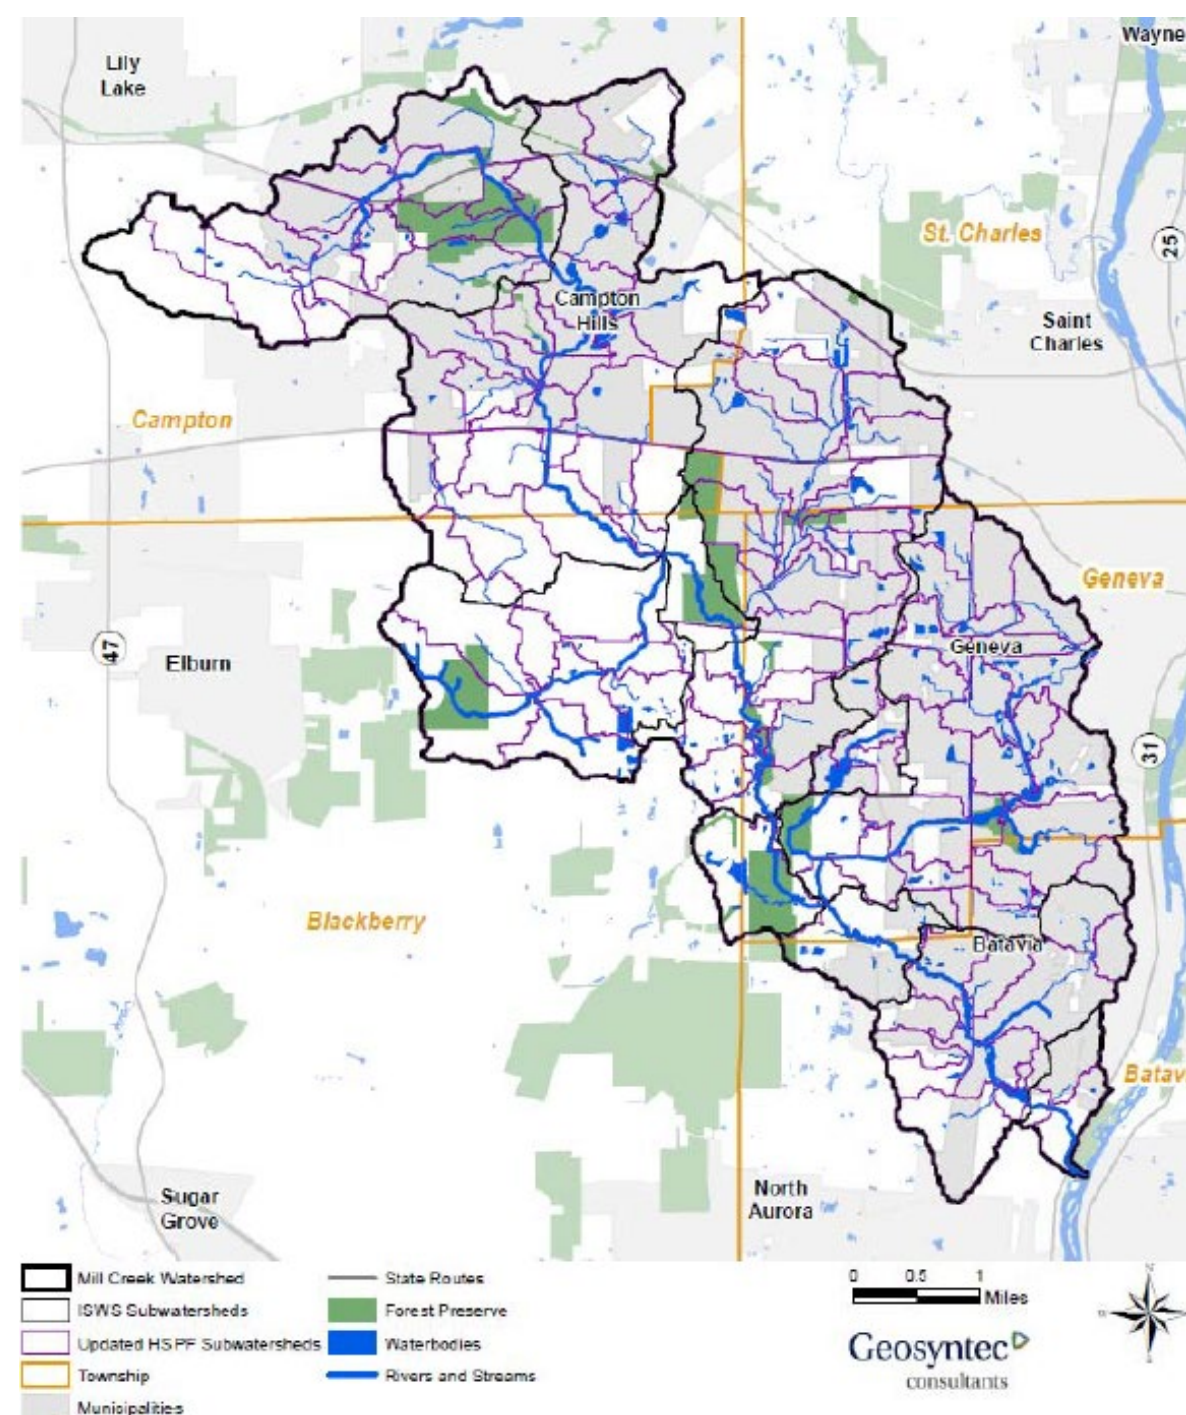 Wayne
Lily
Lake
St. Charles
25
Campton
Hills
Saint
Charles
Campton
Geneva
47
Elburn
Geneva
31
Blackberry
Batavia
Batavi
Sugar
Grove
North
Aurora
Mill Creek Watershed
ISWS Subwatersheds
Updated HSPF Subwatersheds
Township
Municipalities
State Routes
Forest Preserve
Waterbodies
Rivers and Streams
0 0.5 1
Miles
Geosyntec
consultants